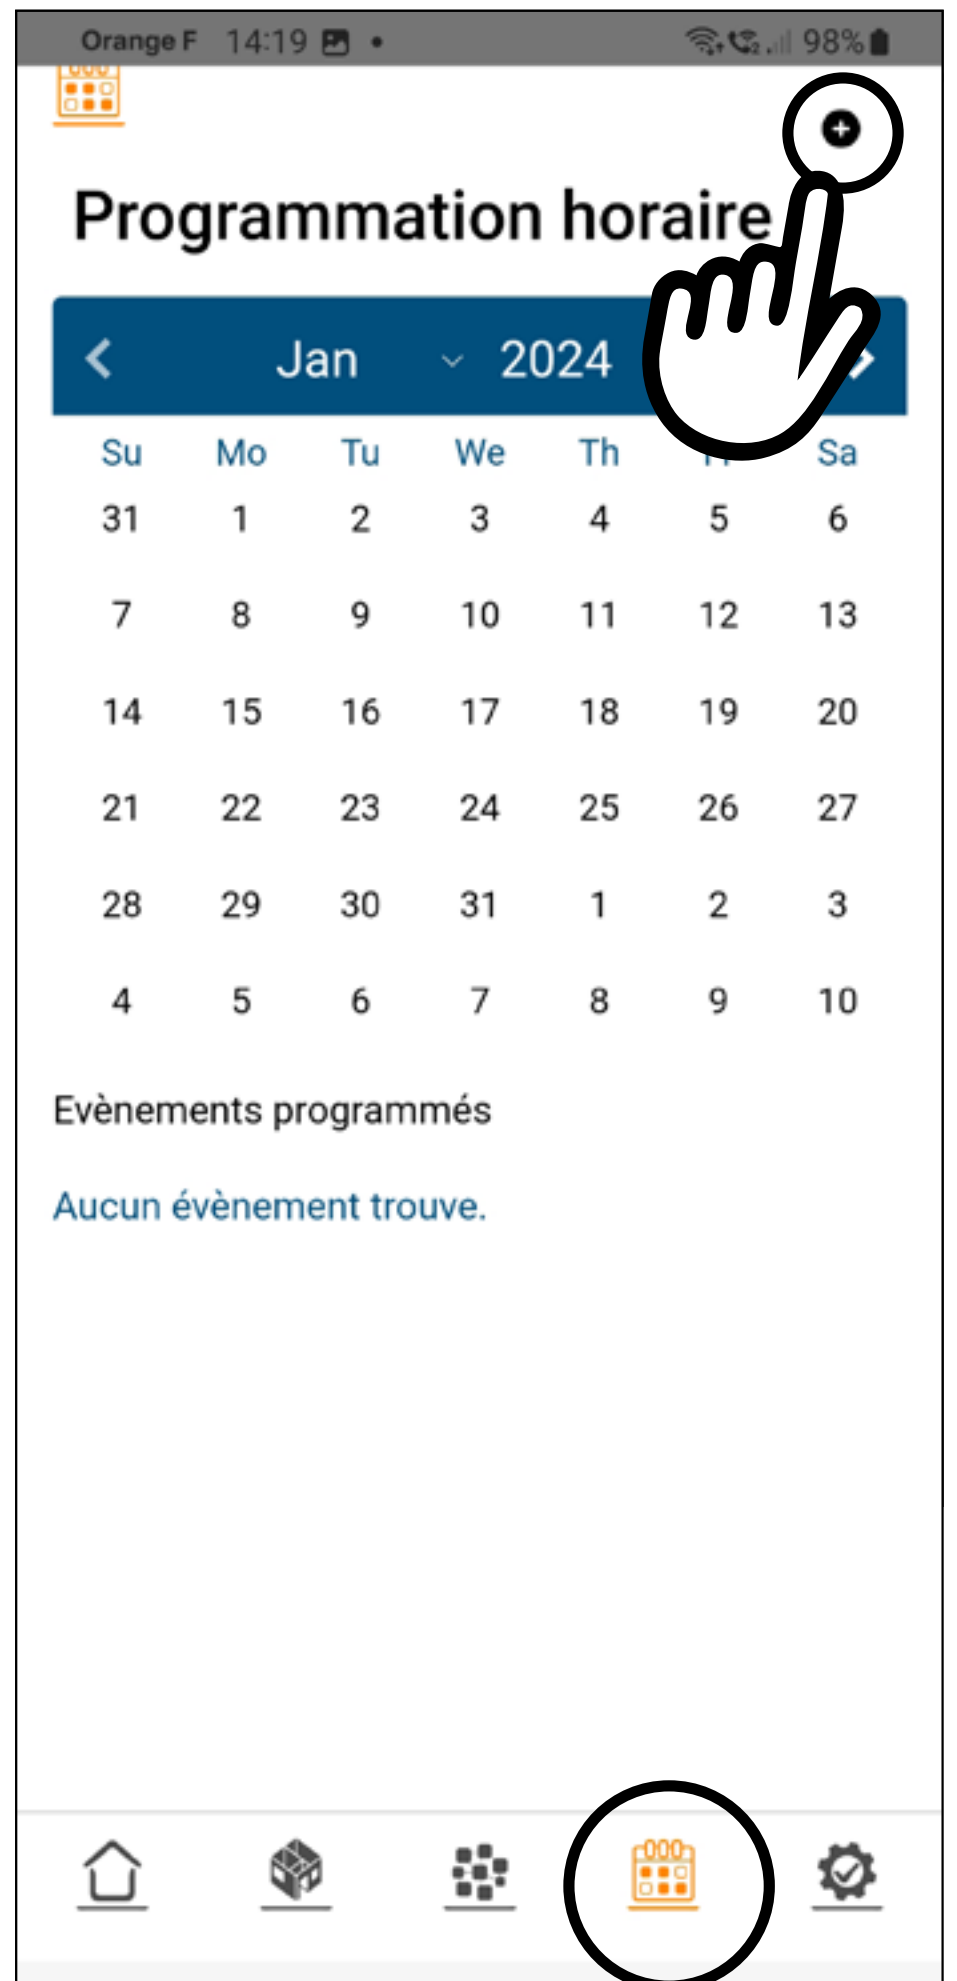 Orange F 14:19 98%
Programmation horaire
Jan 2024
Su Mo Tu We Th Sa
31 1 2 3 4 5 6
7 8 9 10 11 12 13
14 15 16 17 18 19 20
21 22 23 24 25 26 27
28 29 30 31 1 2 3
4 5 6 7 8 9 10
Evènements programmés
Aucun évènement trouve.